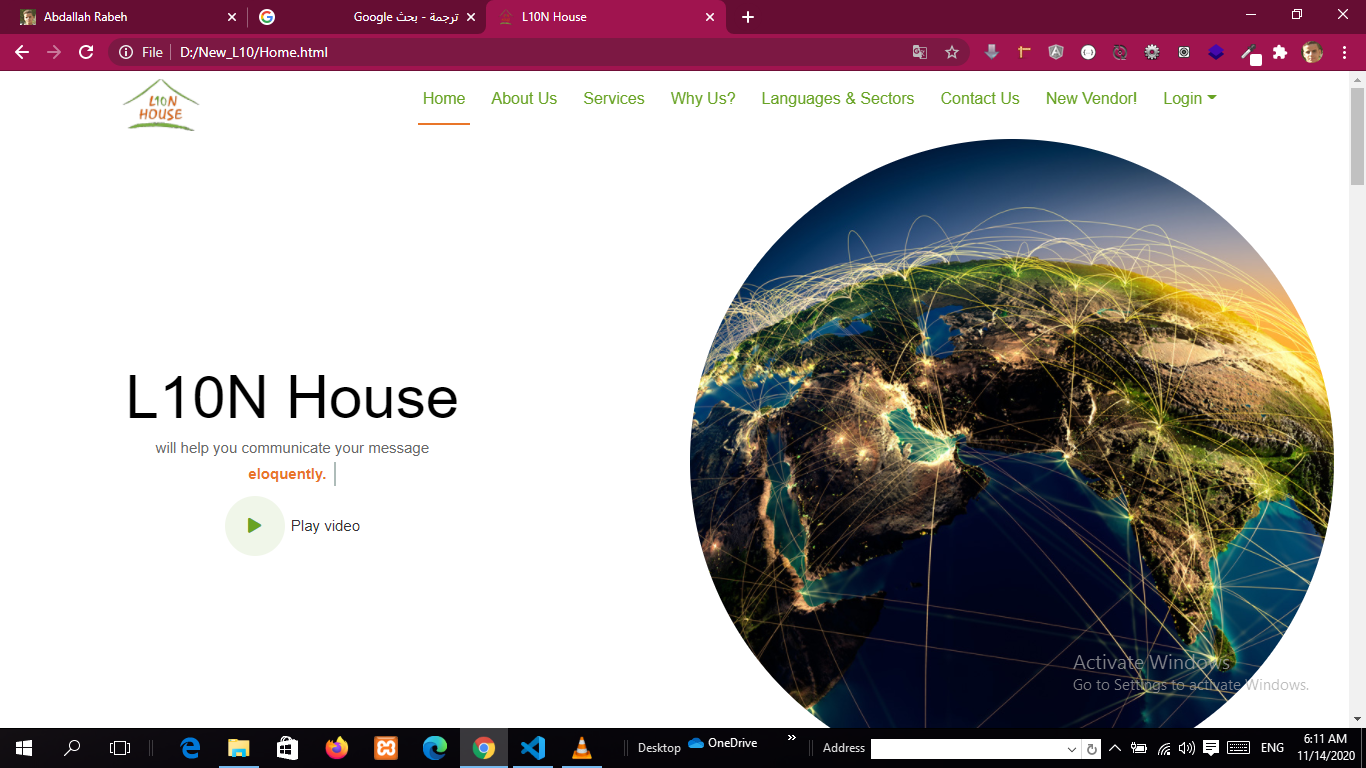 Abdallah Rabeh
ترجمة - بحث Google
L10N House
File
D:/New_L10/Home.html
L10N
HOUSE
Home
About Us
Services
Why Us?
Languages & Sectors
Contact Us
New Vendor!
Login
L10N House
will help you communicate your message
eloquently.
Play video
Activate Windows
Go to Settings to activate Windows.
Desktop
OneDrive
Address
ENG
6:11 AM
11/14/2020